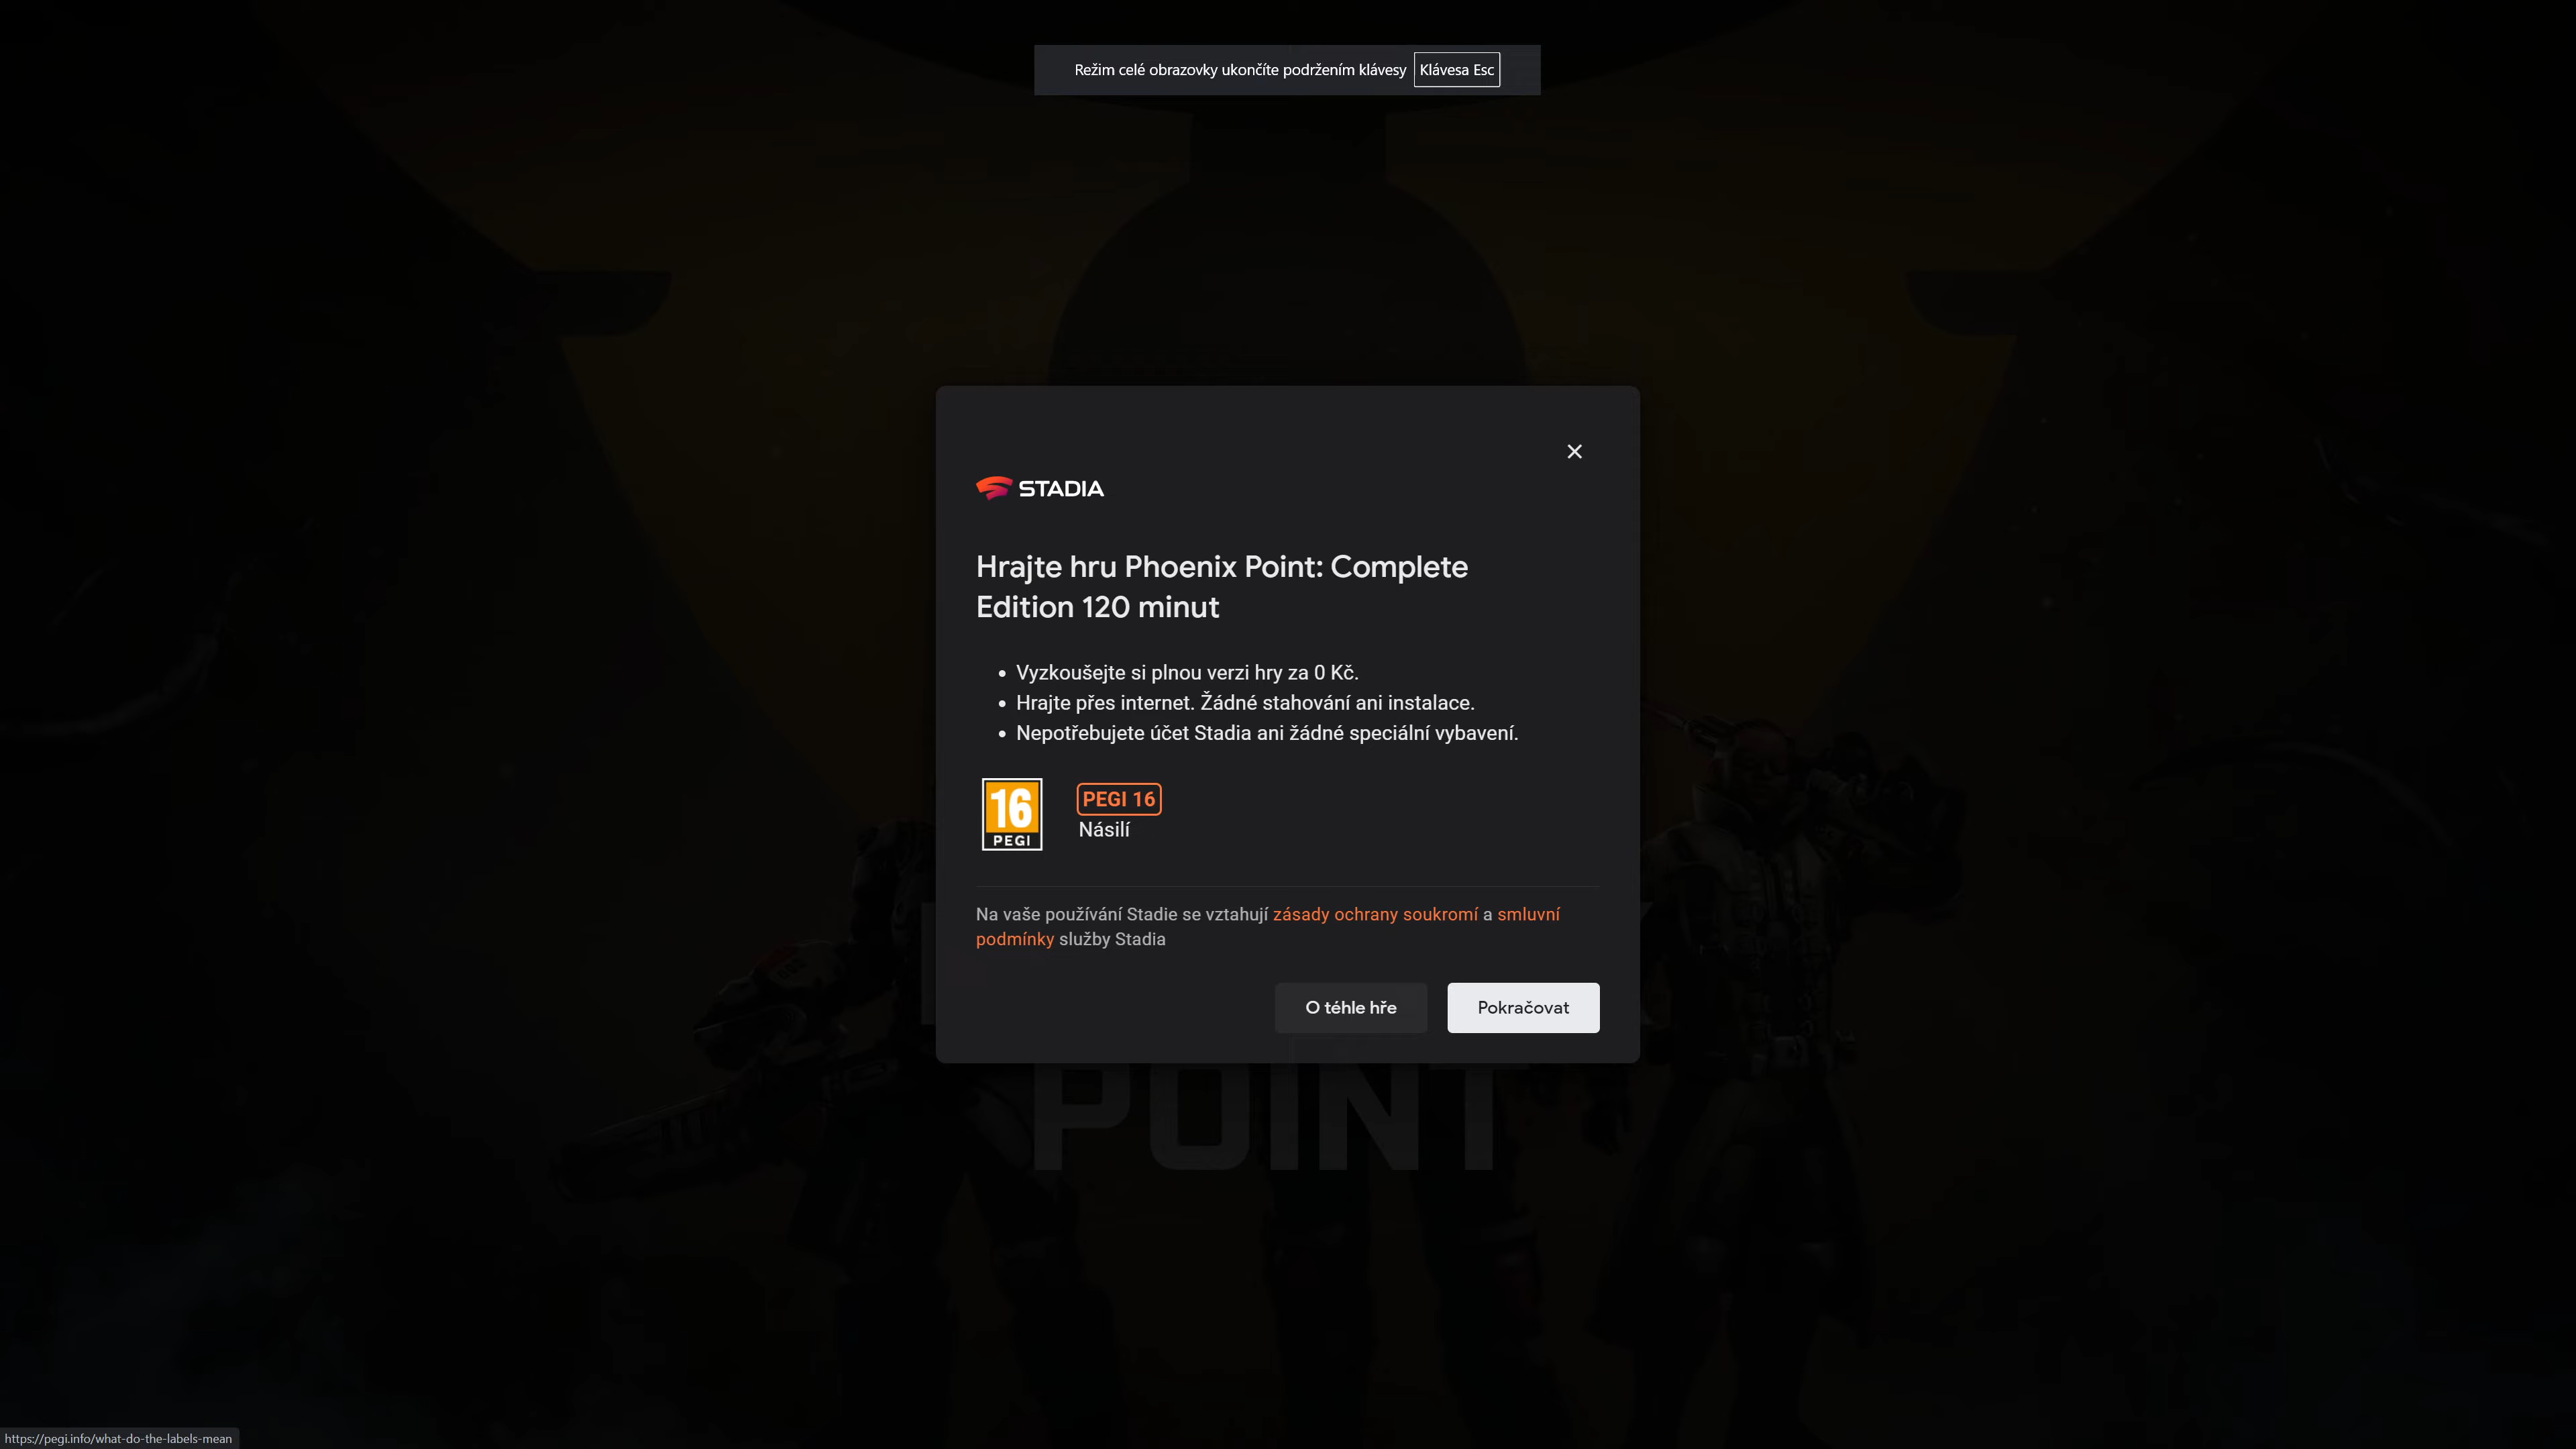 Režim celé obrazovky ukončíte podržením klávesy Klávesa Esc
STADIA
Hrajte hru Phoenix Point: Complete
Edition 120 minut
Vyzkoušejte si plnou verzi hry za 0 Kč.
Hrajte přes internet. Žádné stahování ani instalace.
Nepotřebujete účet Stadia ani žádné speciální vybavení.
16
PEGI
PEGI 16
Násilí
Na vaše používání Stadie se vztahují zásady ochrany soukromí a smluvní
podmínky služby Stadia
O téhle hře
Pokračovat
POINT
https://pegi.info/what-do-the-labels-mean